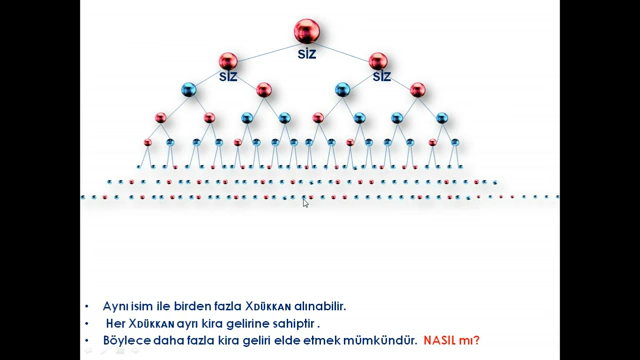 SİZ
SİZ
SİZ
• Aynı isim ile birden fazla XDÜKKAN alınabilir.
• Her XDÜKKAN ayrı kira gelirine sahiptir .
• Böylece daha fazla kira geliri elde etmek mümkündür. NASIL mı?